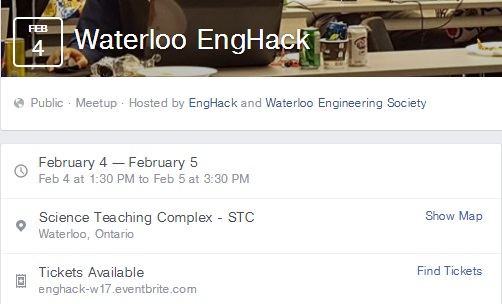 FEB
4
Waterloo EngHack
Public · Meetup · Hosted by EngHack and Waterloo Engineering Society
February 4 — February 5
Feb 4 at 1:30 PM to Feb 5 at 3:30 PM
Science Teaching Complex - STC
Show Map
Waterloo, Ontario
Tickets Available
Find Tickets
enghack-w17.eventbrite.com